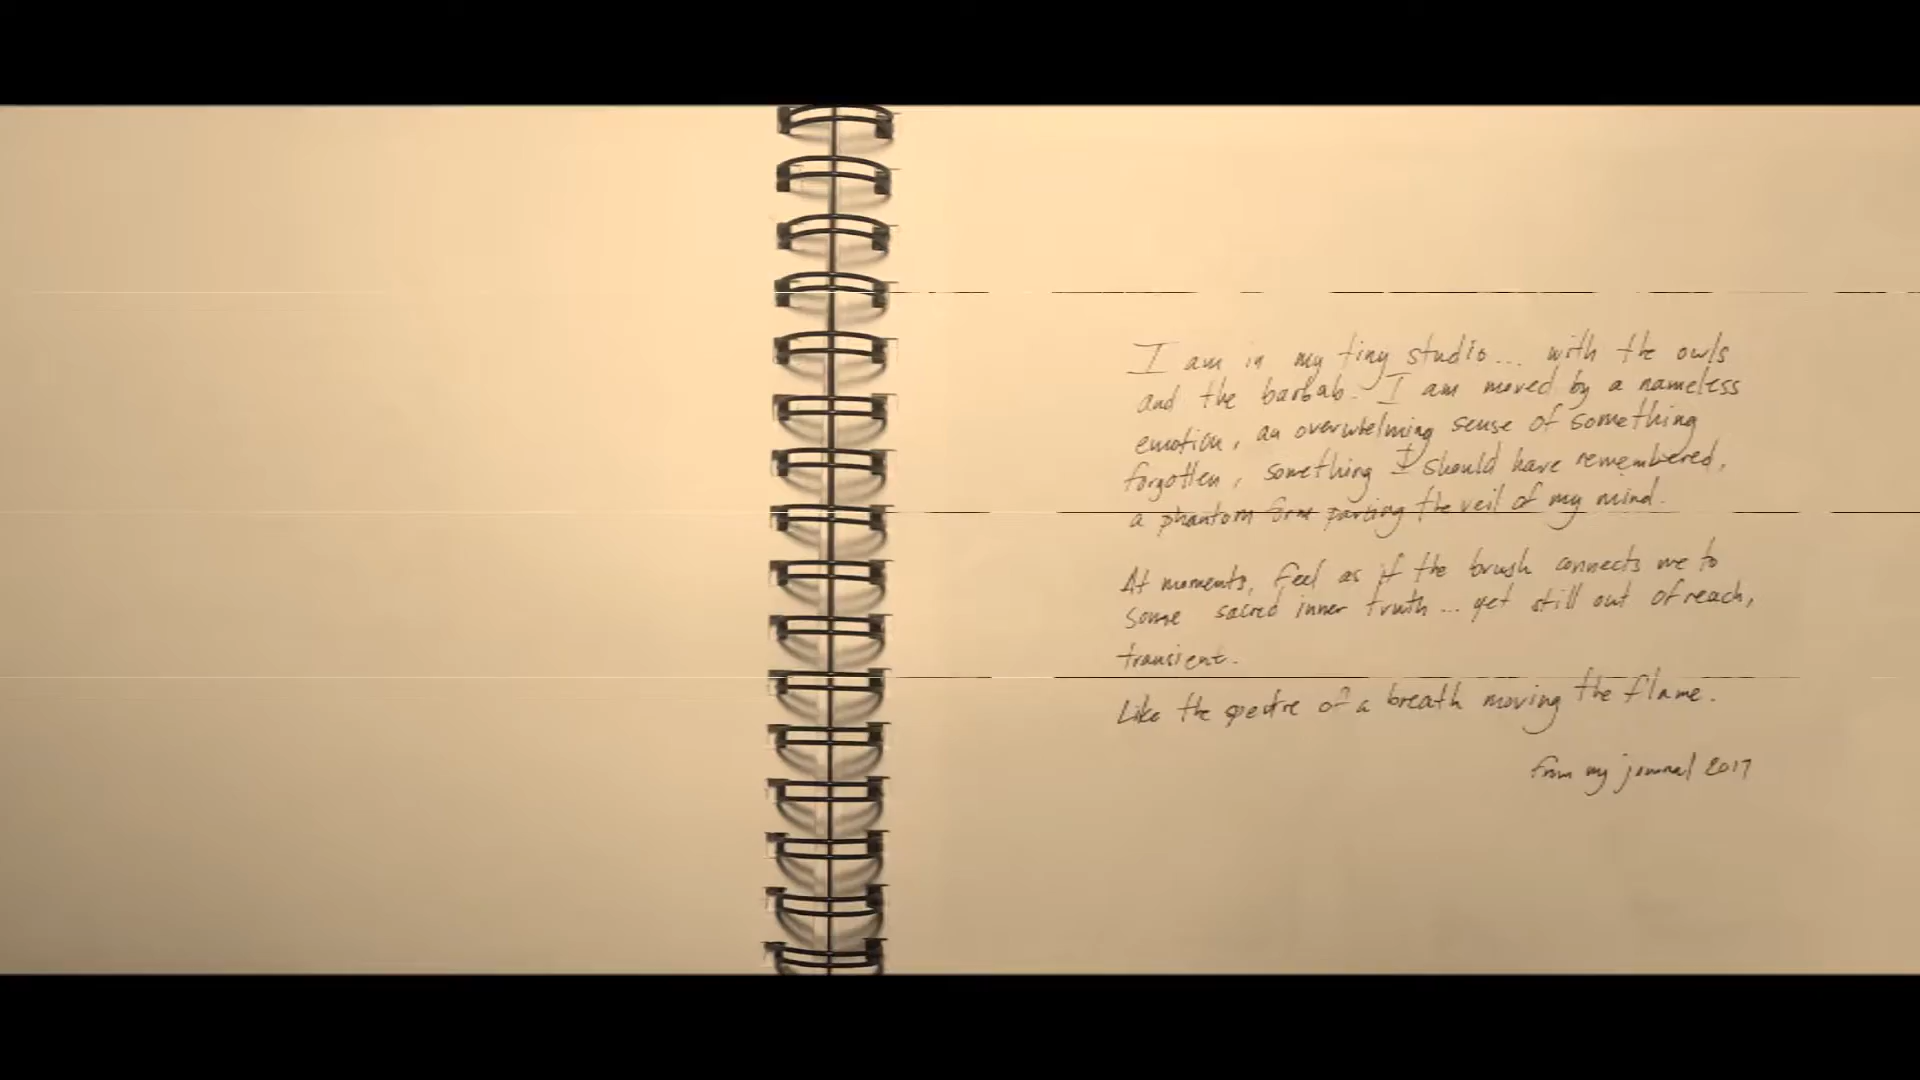 I am in my tiny studio... with the owls
and the baobab. I am moved by a nameless
emotion, an overwhelming sense of something
forgotten, something I should have remembered,
a phantom form parting the veil of my mind.
At moments, feel as if the brush connects me to
some sacred inner truth... yet still out of reach,
transient.
Like the spectre of a breath moving the flame.
from my journal 2017